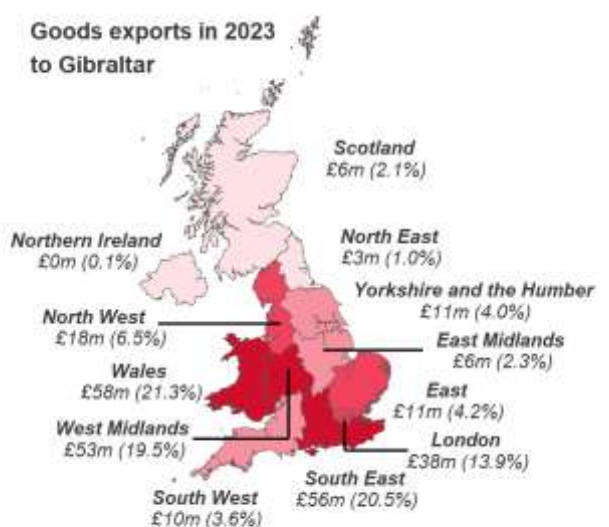 Goods exports in 2023
to Gibraltar
Scotland
£6m (2.1%)
Northern Ireland
£0m (0.1%)
North East
£3m (1.0%)
Yorkshire and the Humber
£11m (4.0%)
North West
£18m (6.5%)
East Midlands
£6m (2.3%)
Wales
£58m (21.3%)
East
£11m (4.2%)
West Midlands
£53m (19.5%)
London
£38m (13.9%)
South East
£56m (20.5%)
South West
£10m (3.6%)